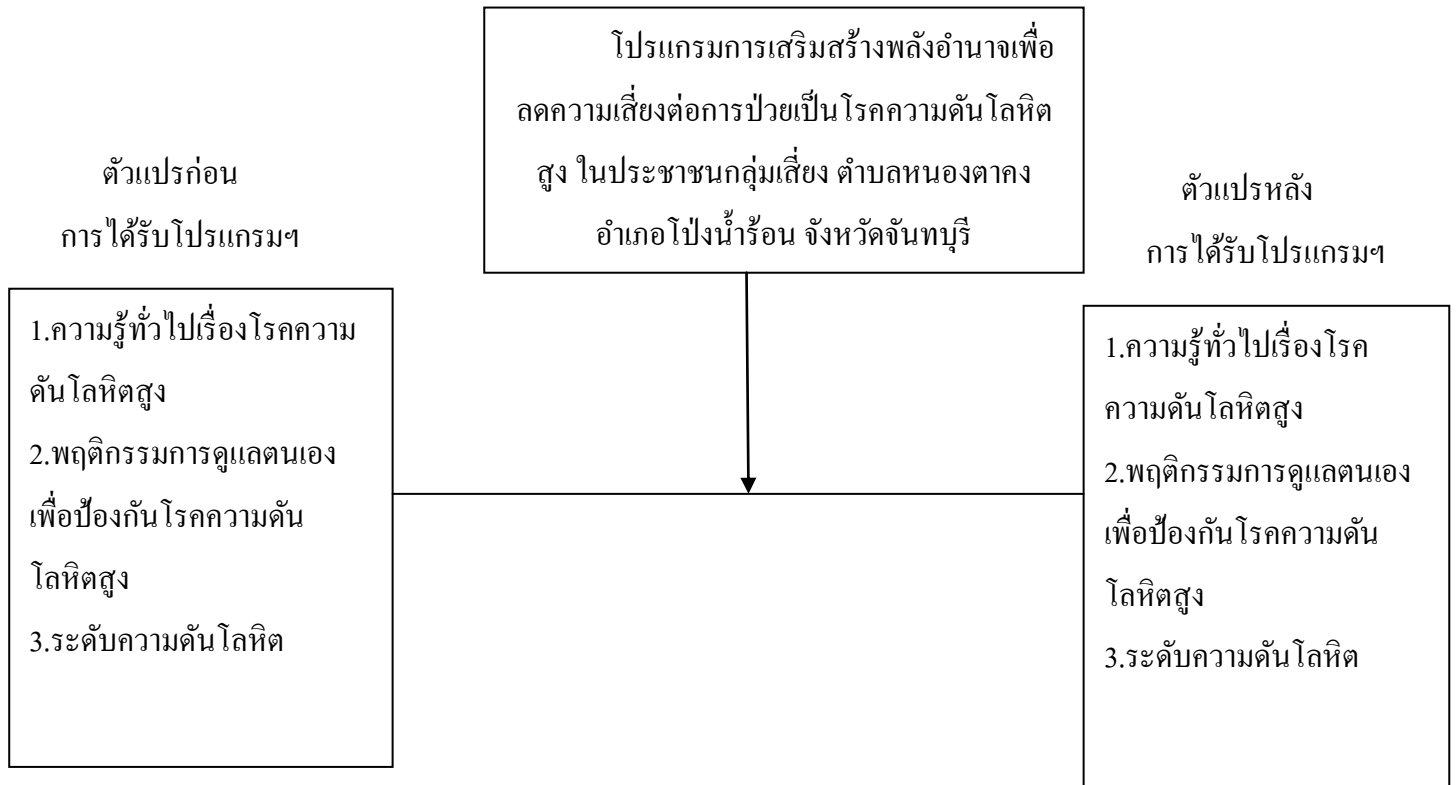 โปรแกรมการเสริมสร้างพลังอำนาจเพื่อ
ลดความเสี่ยงต่อการป่วยเป็นโรคความดันโลหิต
สูง ในประชาชนกลุ่มเสี่ยง ตำบลหนองตาคง
อำเภอโป่งน้ำร้อน จังหวัดจันทบุรี
ตัวแปรก่อน
การได้รับโปรแกรมฯ
1.ความรู้ทั่วไปเรื่องโรคความ
ดันโลหิตสูง
2.พฤติกรรมการดูแลตนเอง
เพื่อป้องกันโรคความดัน
โลหิตสูง
3.ระดับความดันโลหิต
ตัวแปรหลัง
การได้รับโปรแกรมฯ
1.ความรู้ทั่วไปเรื่องโรค
ความดันโลหิตสูง
2.พฤติกรรมการดูแลตนเอง
เพื่อป้องกันโรคความดัน
โลหิตสูง
3.ระดับความดันโลหิต